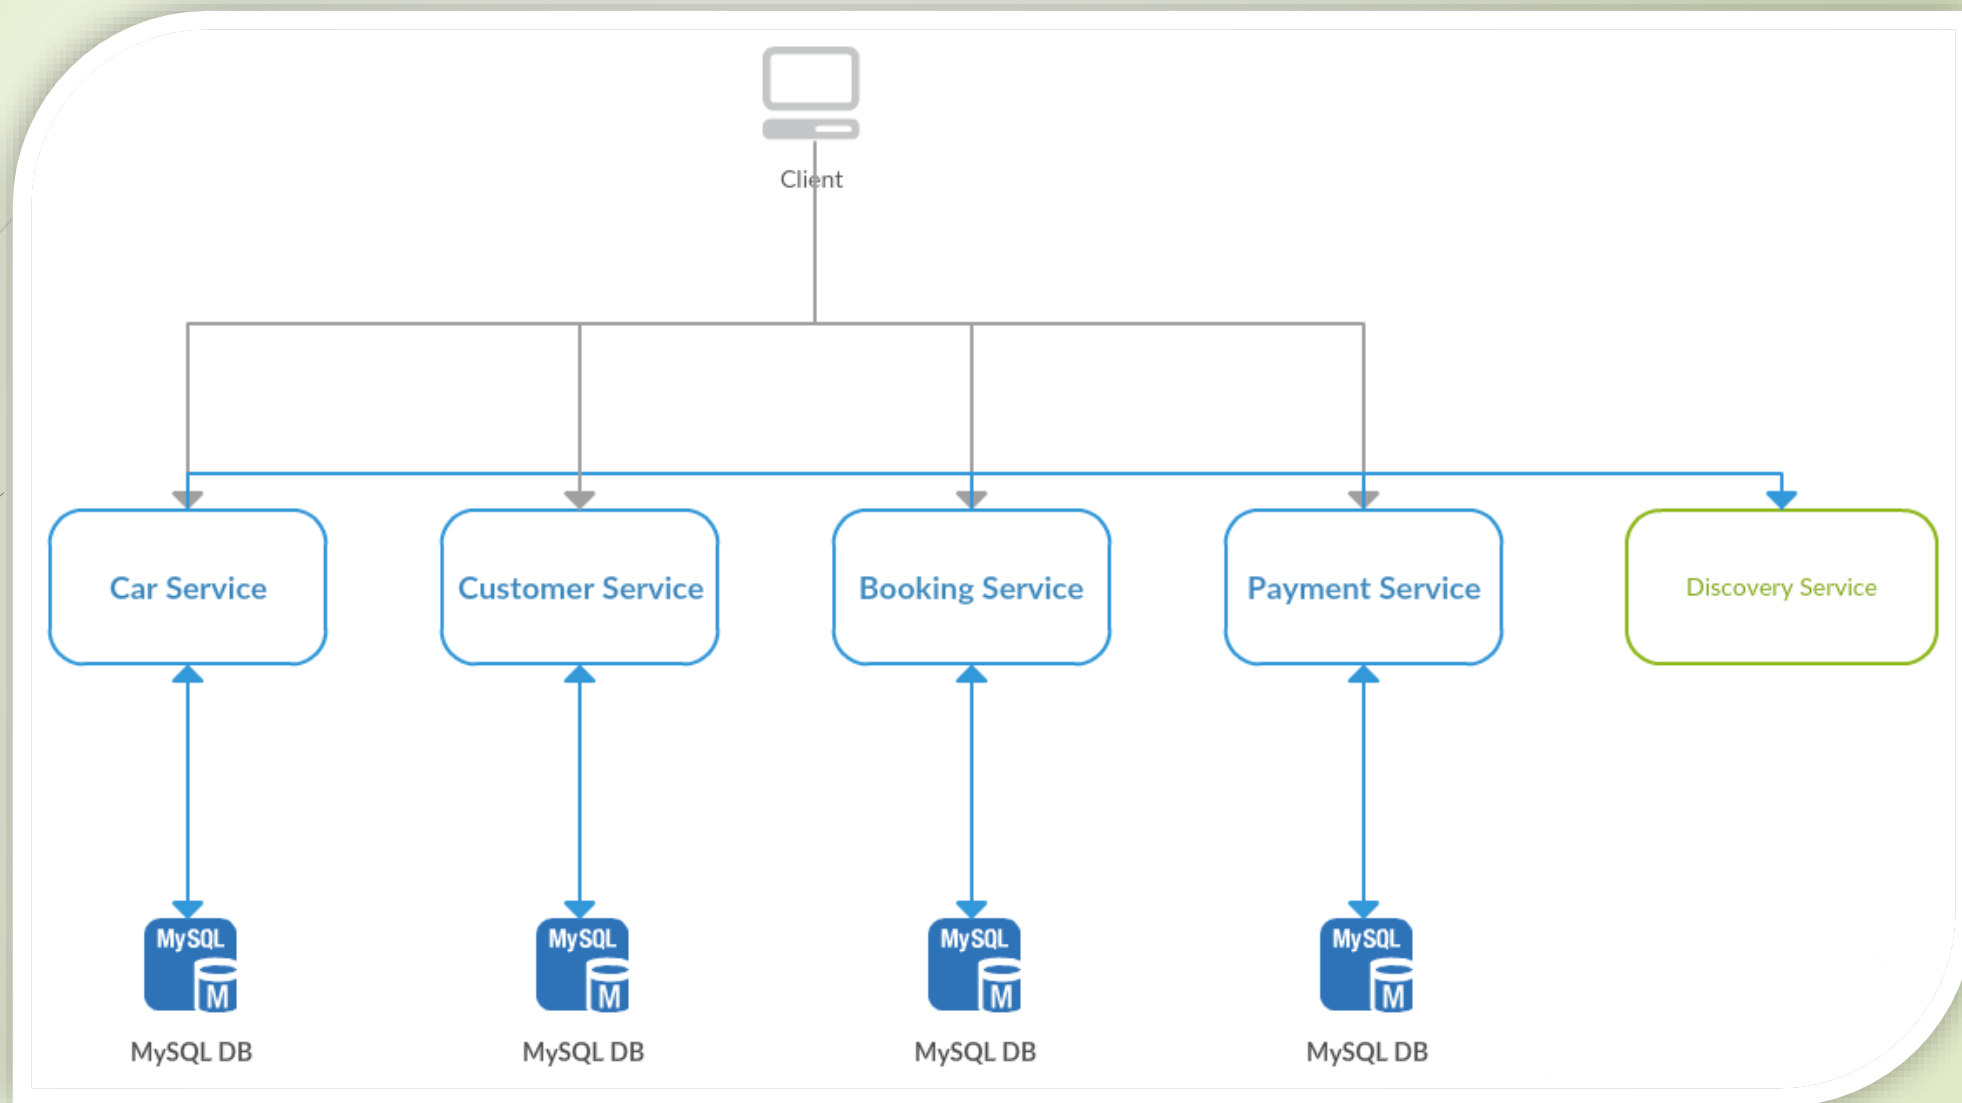 Client
Car Service
Customer Service
Booking Service
Payment Service
Discovery Service
MySQL
M
MySQL
M
MySQL
M
MySQL
M
MySQL DB
MySQL DB
MySQL DB
MySQL DB